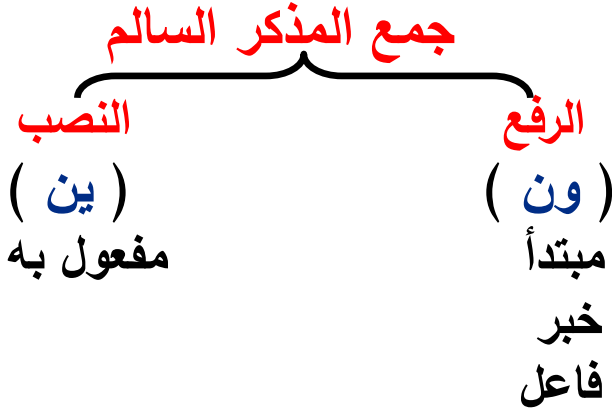 جمع المذكر السالم
الرفع
النصب
( ون )
( ين )
مبتدأ
مفعول به
خبر
فاعل